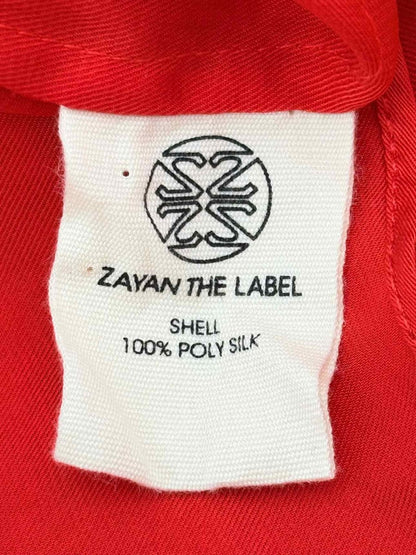 ZAYAN THE LABEL
SHELL
100% POLY SILK